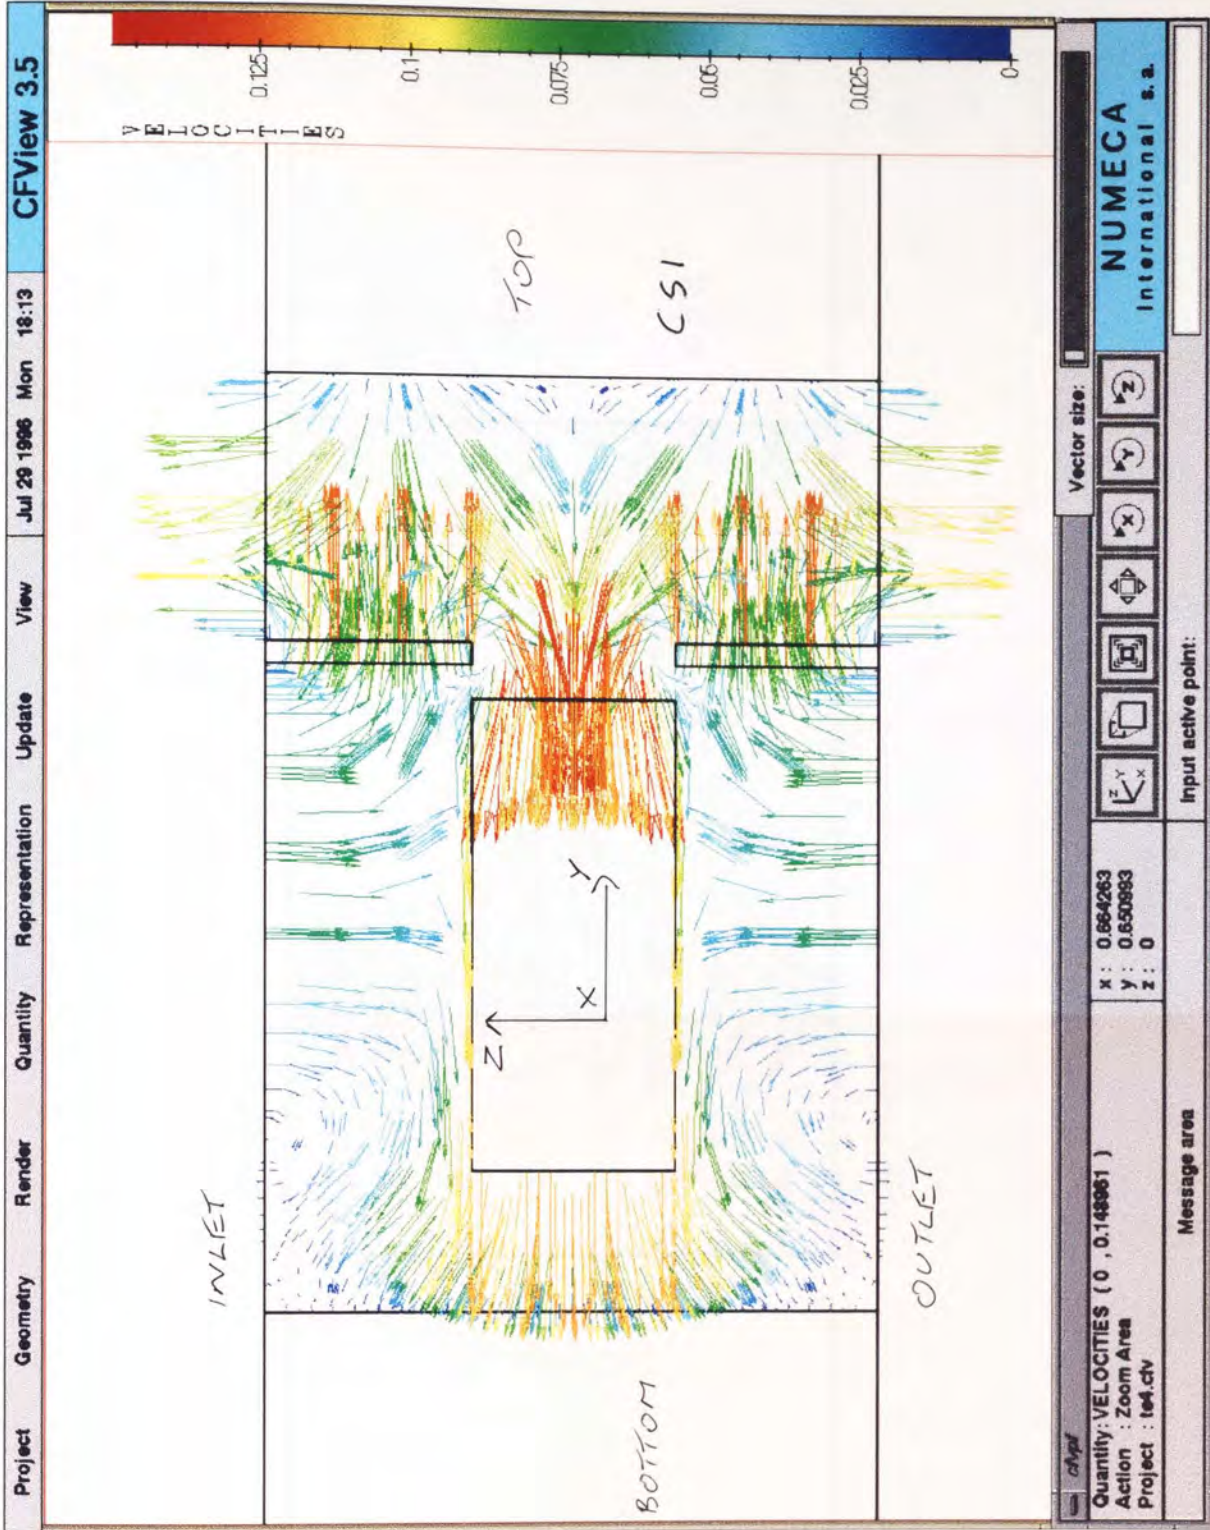 Project Geometry Render Quantity Representation Update View Jul 29 1996 Mon 18:13 CFView 3.5
VELOCITIES
0.125
0.1
0.075
0.05
0.025
0
INLET
TOP
CS1
Z
X
Y
BOTTOM
OUTLET
cfvpf
Vector size:
Quantity: VELOCITIES ( 0 , 0.148961 )
Action : Zoom Area
Project : te4.cfv
x : 0.664263
y : 0.650993
z : 0
Z Y X
X
Y
Z
NUMECA
International s.a.
Message area
Input active point: